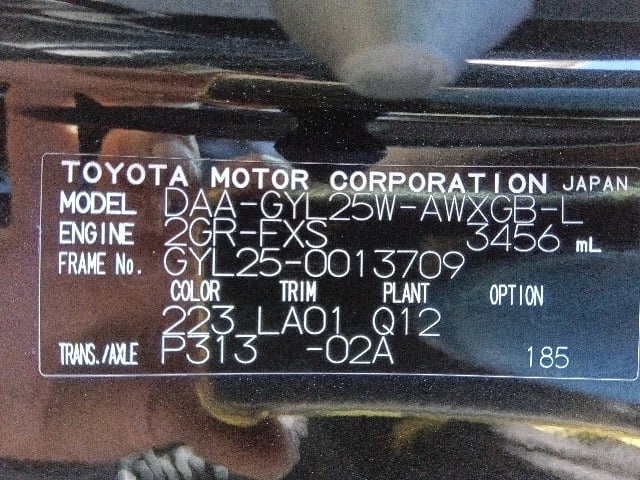 TOYOTA MOTOR CORPORATION JAPAN
MODEL DAA-GYL25W-AWXGB-L
ENGINE 2GR-FXS 3456 mL
FRAME No. GYL25-0013709
COLOR TRIM PLANT OPTION
223 LA01 Q12
TRANS./AXLE P313 -02A 185